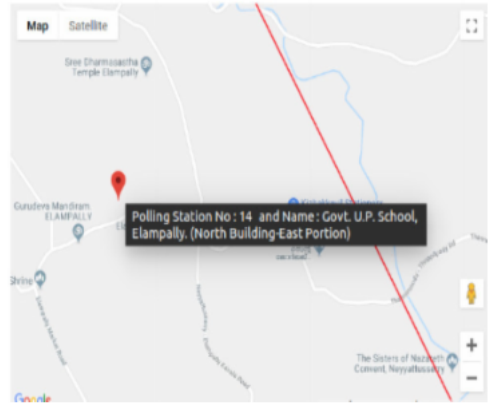 Map Satellite
Sree Dharmasastha
Temple Elampally
Gurudeva Mandiram
ELAMPALLY
Polling Station No : 14 and Name : Govt. U.P. School,
Elampally. (North Building-East Portion)
Shrine
The Sisters of Nazareth
Convent, Neyyattussery
Google